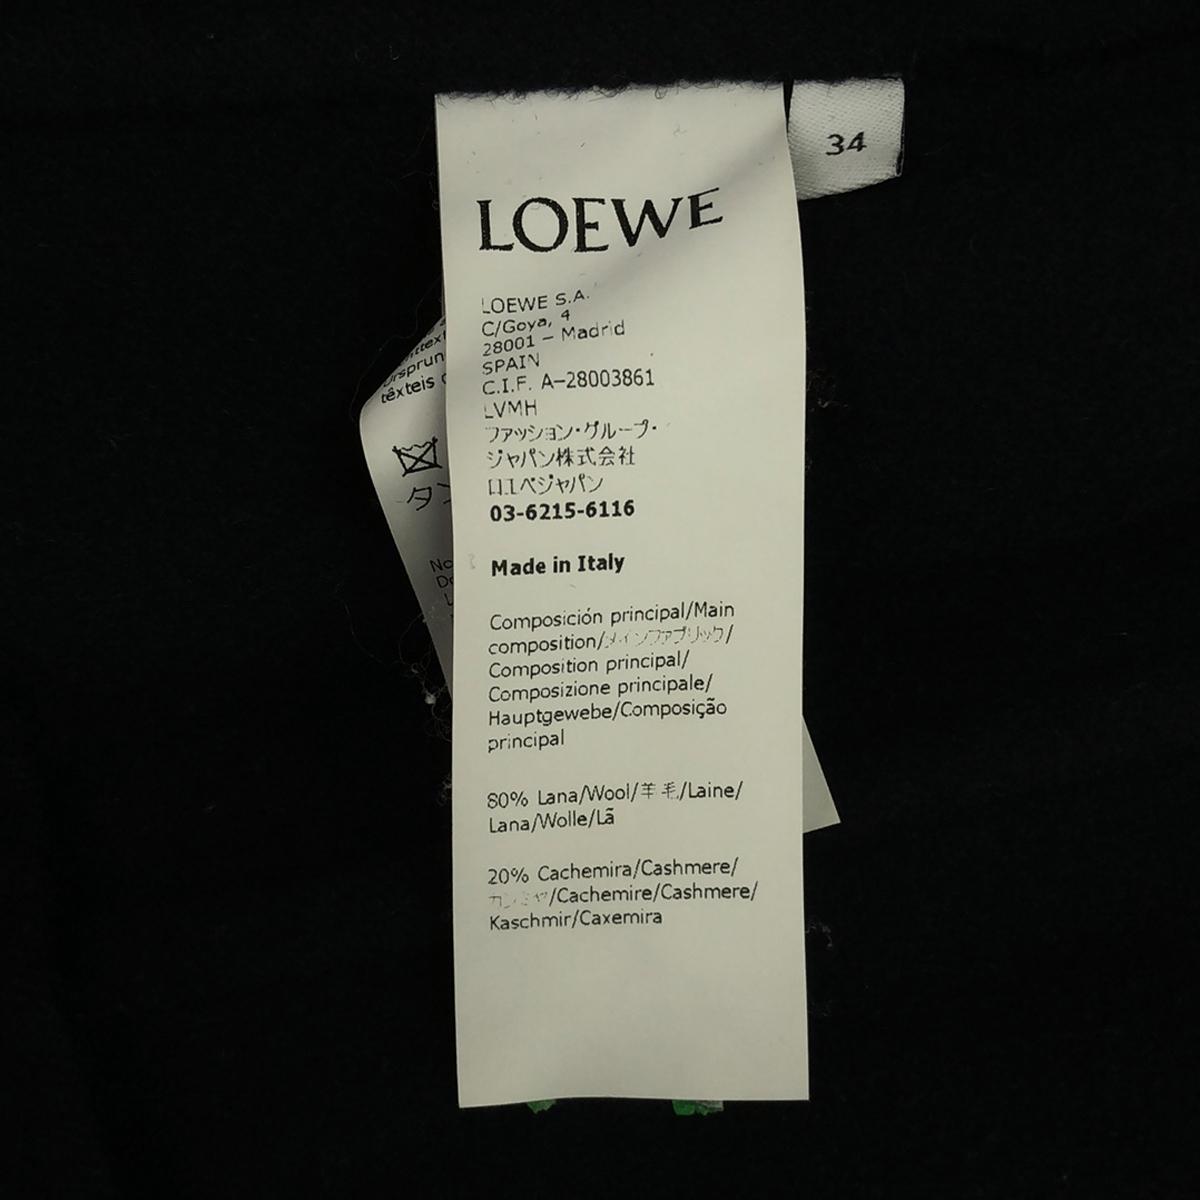 34
LOEWE
LOEWE S.A.
C/Goya, 4
28001 – Madrid
SPAIN
C.I.F. A–28003861
LVMH
ファッション・グループ・
ジャパン株式会社
ロエベジャパン
03-6215-6116
Made in Italy
Composición principal/Main
composition/メインファブリック/
Composition principal/
Composizione principale/
Hauptgewebe/Composição
principal
80% Lana/Wool/羊毛/Laine/
Lana/Wolle/Lã
20% Cachemira/Cashmere/
カシミヤ/Cachemire/Cashmere/
Kaschmir/Caxemira
têxteis